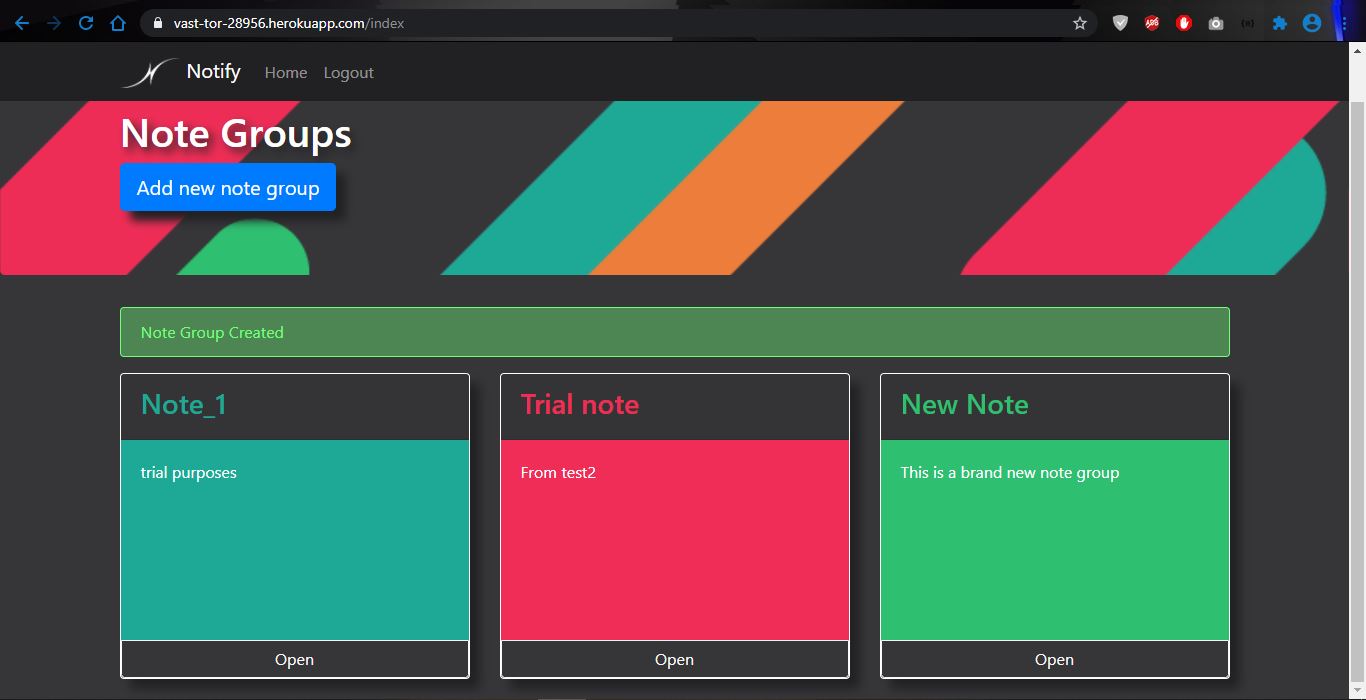 vast-tor-28956.herokuapp.com/index
Notify
Home
Logout
Note Groups
Add new note group
Note Group Created
Note_1
Trial note
New Note
trial purposes
From test2
This is a brand new note group
Open
Open
Open